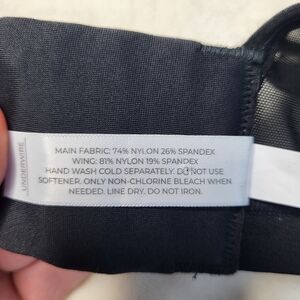 UNDERWIRE
MAIN FABRIC: 74% NYLON 26% SPANDEX
WING: 81% NYLON 19% SPANDEX
HAND WASH COLD SEPARATELY. DO NOT USE
SOFTENER. ONLY NON-CHLORINE BLEACH WHEN
NEEDED. LINE DRY. DO NOT IRON.